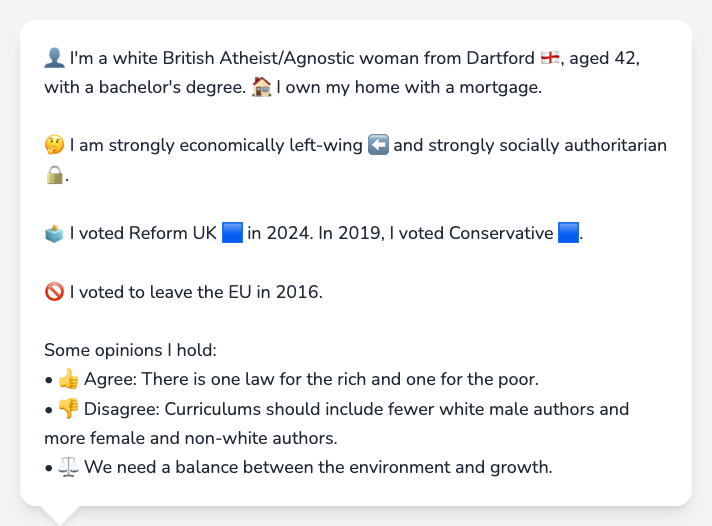 👤 I'm a white British Atheist/Agnostic woman from Dartford 🏴󠁧󠁢󠁥󠁮󠁧󠁿, aged 42,
with a bachelor's degree. 🏠 I own my home with a mortgage.
🤔 I am strongly economically left-wing ⬅️ and strongly socially authoritarian
🔒.
🗳️ I voted Reform UK 🟦 in 2024. In 2019, I voted Conservative 🟦.
🚫 I voted to leave the EU in 2016.
Some opinions I hold:
• 👍 Agree: There is one law for the rich and one for the poor.
• 👎 Disagree: Curriculums should include fewer white male authors and
more female and non-white authors.
• ⚖️ We need a balance between the environment and growth.